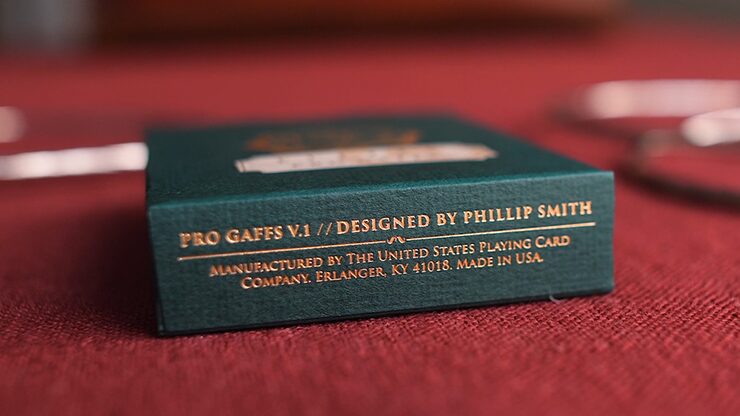 PRO GAFFS V.1 // DESIGNED BY PHILLIP SMITH
MANUFACTURED BY THE UNITED STATES PLAYING CARD
COMPANY. ERLANGER, KY 41018. MADE IN USA.